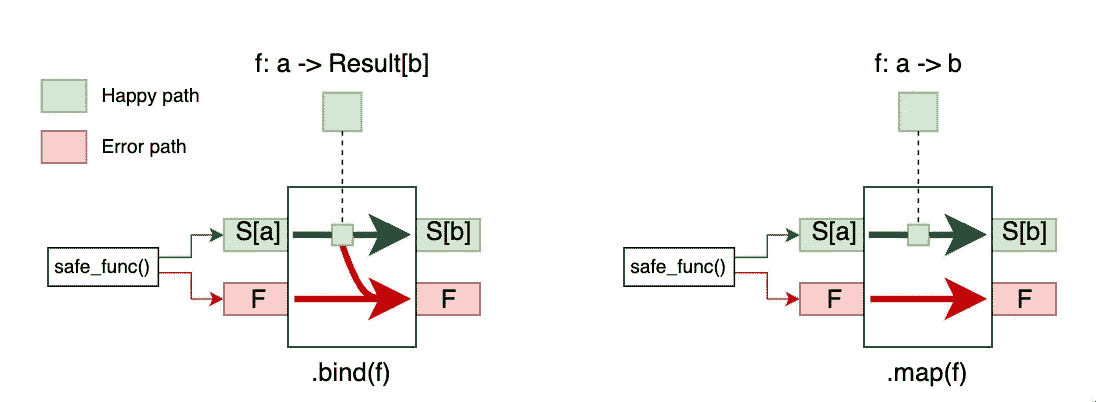 f: a -> Result[b]
Happy path
Error path
S[a]
S[b]
safe_func()
F
F
.bind(f)
f: a -> b
S[a]
S[b]
safe_func()
F
F
.map(f)